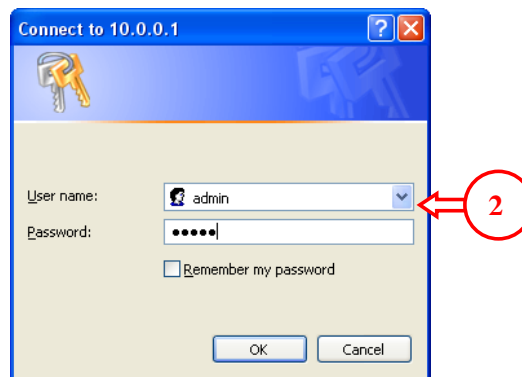 Connect to 10.0.0.1
User name:
admin
2
Password:
●●●●●
Remember my password
OK
Cancel